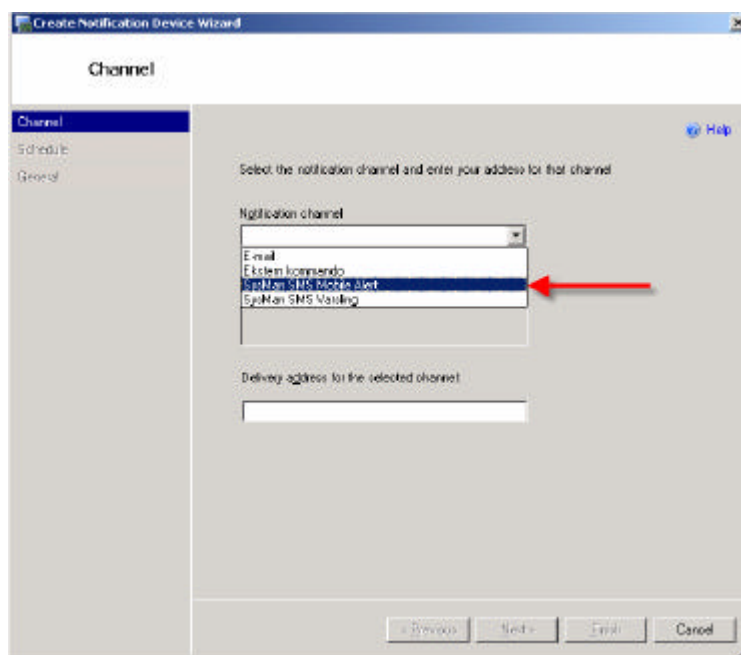 Create Notification Device Wizard
Channel
Channel
Schedule
General
Help
Select the notification channel and enter your address for that channel
Notification channel
E-mail
Ekstern kommando
SysMan SMS Mobile Alert
SysMan SMS Varsling
Delivery address for the selected channel:
< Previous
Next >
Finish
Cancel